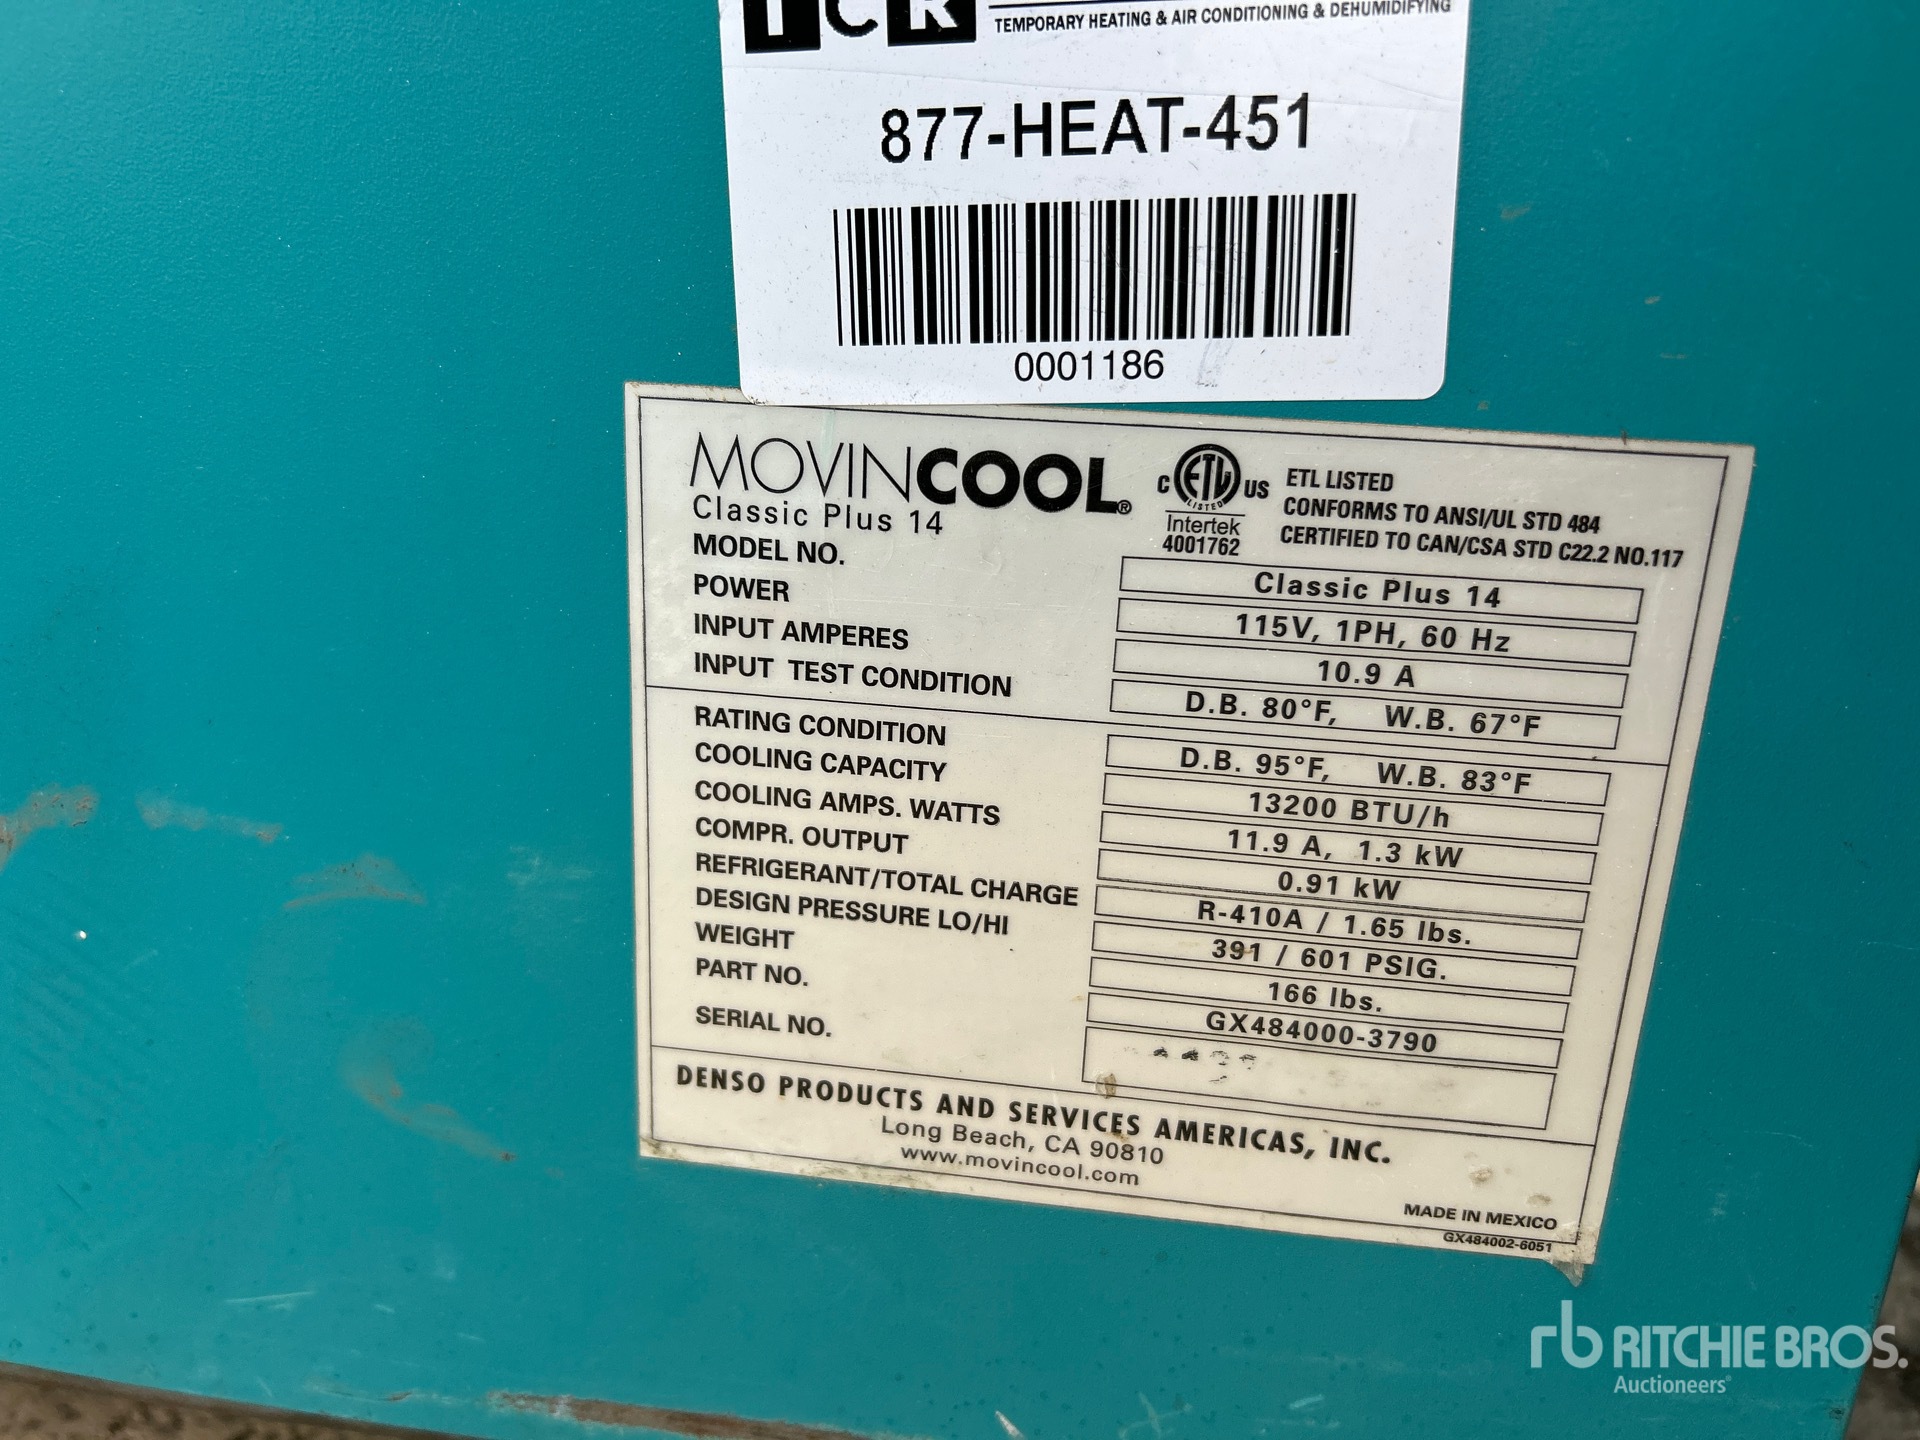 TEMPORARY HEATING & AIR CONDITIONING & DEHUMIDIFYING
877-HEAT-451
0001186
MOVINCOOL®
Classic Plus 14
C ETL LISTED US
Intertek
4001762
ETL LISTED
CONFORMS TO ANSI/UL STD 484
CERTIFIED TO CAN/CSA STD C22.2 NO.117
MODEL NO. Classic Plus 14
POWER 115V, 1PH, 60 Hz
INPUT AMPERES 10.9 A
INPUT TEST CONDITION D.B. 80°F, W.B. 67°F
RATING CONDITION D.B. 95°F, W.B. 83°F
COOLING CAPACITY 13200 BTU/h
COOLING AMPS. WATTS 11.9 A, 1.3 kW
COMPR. OUTPUT 0.91 kW
REFRIGERANT/TOTAL CHARGE R-410A / 1.65 lbs.
DESIGN PRESSURE LO/HI 391 / 601 PSIG.
WEIGHT 166 lbs.
PART NO. GX484000-3790
SERIAL NO.
DENSO PRODUCTS AND SERVICES AMERICAS, INC.
Long Beach, CA 90810
www.movincool.com
MADE IN MEXICO
GX484002-6051
rb RITCHIE BROS.
Auctioneers®